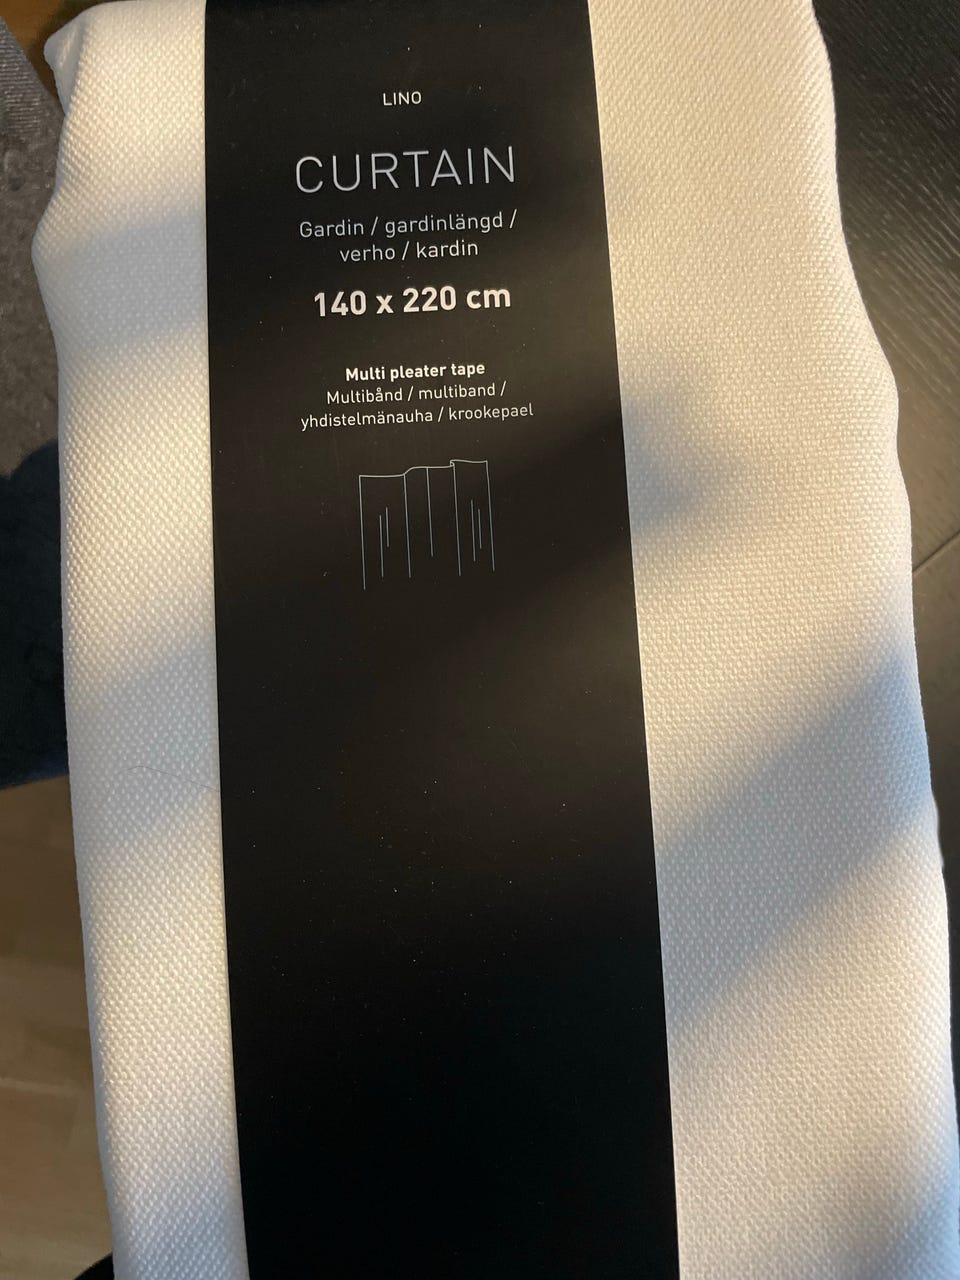 LINO
CURTAIN
Gardin / gardinlängd /
verho / kardin
140 x 220 cm
Multi pleater tape
Multibånd / multiband /
yhdistelmänauha / krookepael